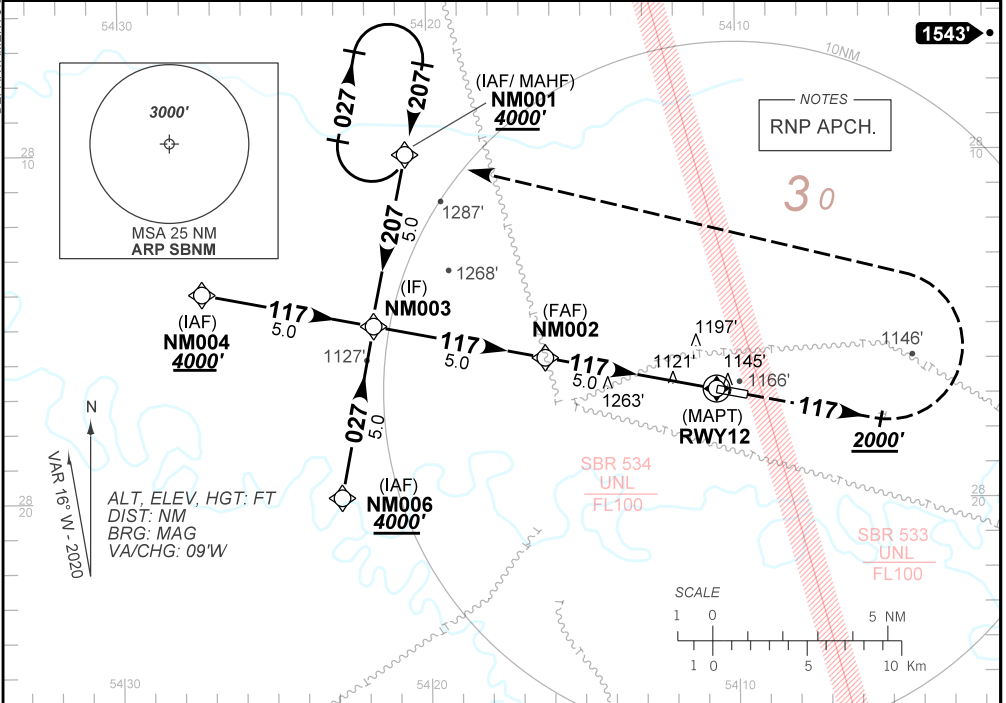 54 30
54 20
54 10
1543'
10NM
3000'
MSA 25 NM
ARP SBNM
027
207
(IAF/ MAHF)
NM001
4000'
NOTES
RNP APCH.
28
10
28
10
3 0
207
5.0
1287'
1268'
(IF)
NM003
117
5.0
(IAF)
NM004
4000'
117
5.0
(FAF)
NM002
1127'
117
5.0
1263'
1197'
1121'
1145'
1166'
1146'
(MAPT)
RWY12
117
2000'
027
5.0
(IAF)
NM006
4000'
N
VAR 16° W - 2020
ALT, ELEV, HGT: FT
DIST: NM
BRG: MAG
VA/CHG: 09'W
SBR 534
UNL
FL100
SBR 533
UNL
FL100
28
20
28
20
SCALE
1 0 5 NM
1 0 5 10 Km
54 30
54 20
54 10